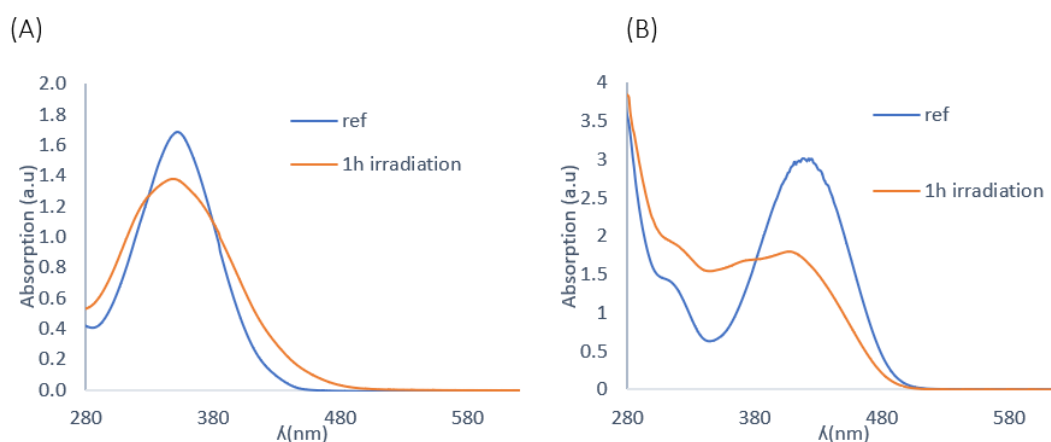 (A)
(B)
2.0
1.8
1.6
1.4
1.2
1.0
0.8
0.6
0.4
0.2
0.0
Absorption (a.u)
ref
1h irradiation
280
380
480
580
ʎ(nm)
4
3.5
3
2.5
2
1.5
1
0.5
0
Absorption (a.u)
ref
1h irradiation
280
380
480
580
ʎ(nm)